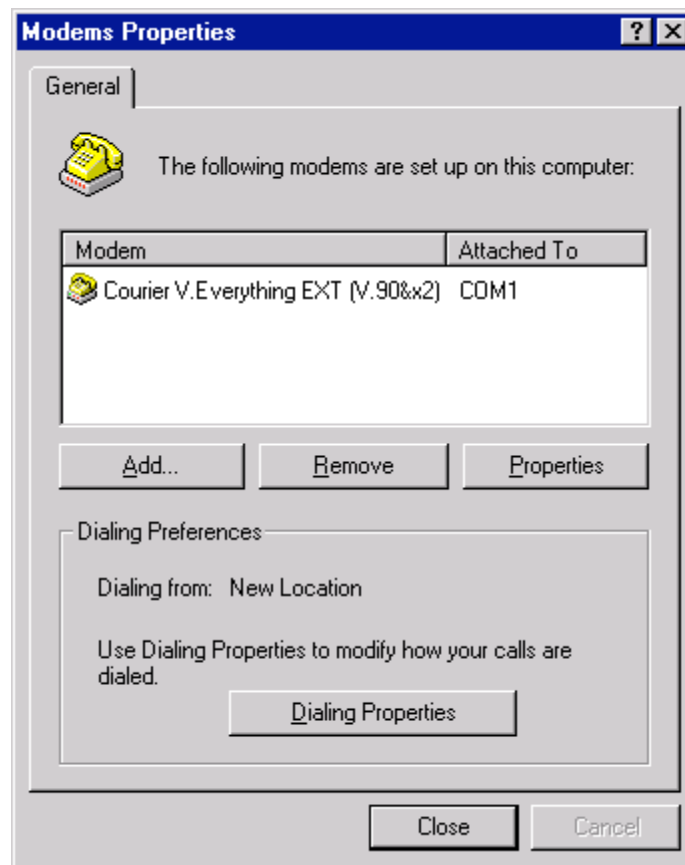 Modems Properties
General
The following modems are set up on this computer:
Modem Attached To
Courier V.Everything EXT (V.90&x2) COM1
Add... Remove Properties
Dialing Preferences
Dialing from: New Location
Use Dialing Properties to modify how your calls are
dialed.
Dialing Properties
Close Cancel